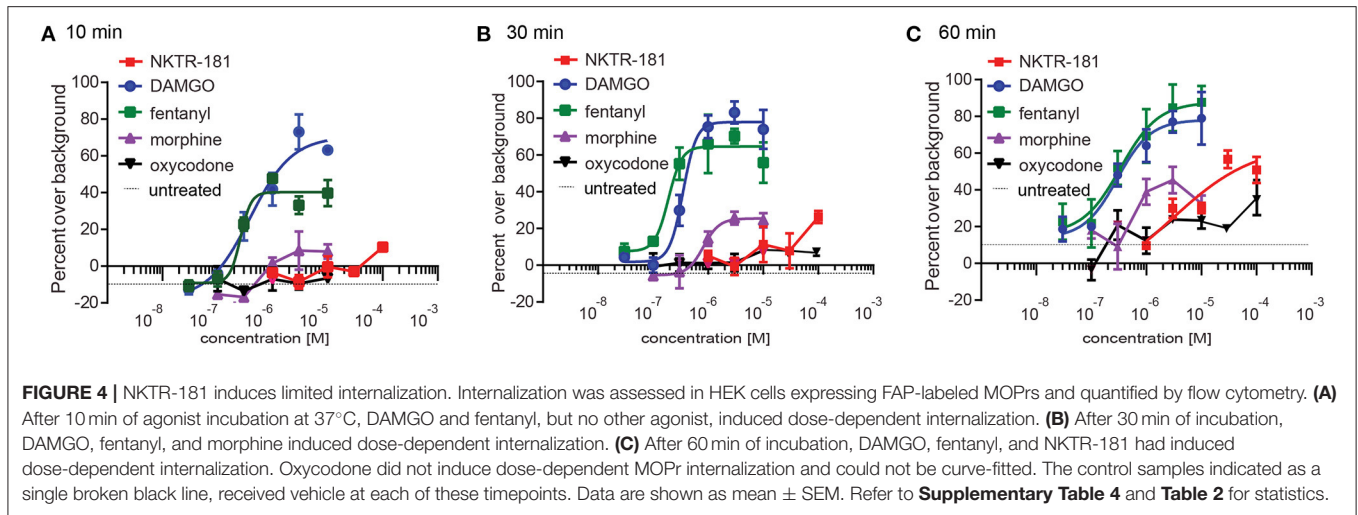 A 10 min
NKTR-181
DAMGO
fentanyl
morphine
oxycodone
untreated
Percent over background
100
80
60
40
20
0
-20
10-8 10-7 10-6 10-5 10-4 10-3
concentration [M]
B 30 min
NKTR-181
DAMGO
fentanyl
morphine
oxycodone
untreated
Percent over background
100
80
60
40
20
0
-20
10-8 10-7 10-6 10-5 10-4 10-3
concentration [M]
C 60 min
NKTR-181
DAMGO
fentanyl
morphine
oxycodone
untreated
Percent over background
100
80
60
40
20
0
-20
10-8 10-7 10-6 10-5 10-4 10-3
concentration [M]
FIGURE 4 | NKTR-181 induces limited internalization. Internalization was assessed in HEK cells expressing FAP-labeled MOPrs and quantified by flow cytometry. (A)
After 10 min of agonist incubation at 37°C, DAMGO and fentanyl, but no other agonist, induced dose-dependent internalization. (B) After 30 min of incubation,
DAMGO, fentanyl, and morphine induced dose-dependent internalization. (C) After 60 min of incubation, DAMGO, fentanyl, and NKTR-181 had induced
dose-dependent internalization. Oxycodone did not induce dose-dependent MOPr internalization and could not be curve-fitted. The control samples indicated as a
single broken black line, received vehicle at each of these timepoints. Data are shown as mean ± SEM. Refer to Supplementary Table 4 and Table 2 for statistics.